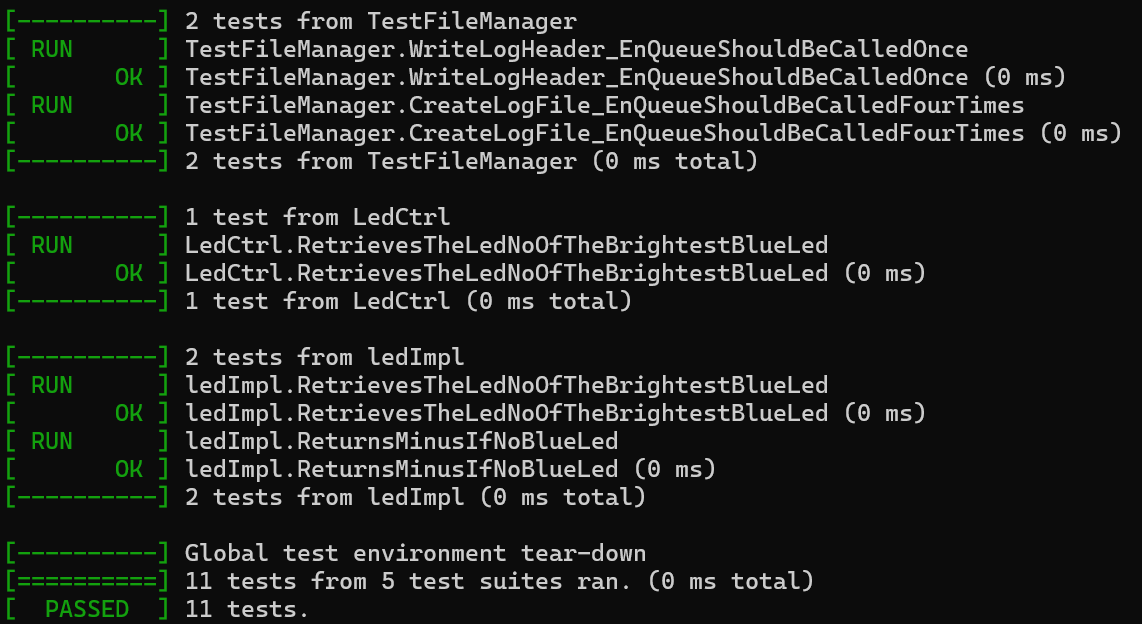 [----------] 2 tests from TestFileManager
[ RUN      ] TestFileManager.WriteLogHeader_EnQueueShouldBeCalledOnce
[       OK ] TestFileManager.WriteLogHeader_EnQueueShouldBeCalledOnce (0 ms)
[ RUN      ] TestFileManager.CreateLogFile_EnQueueShouldBeCalledFourTimes
[       OK ] TestFileManager.CreateLogFile_EnQueueShouldBeCalledFourTimes (0 ms)
[----------] 2 tests from TestFileManager (0 ms total)

[----------] 1 test from LedCtrl
[ RUN      ] LedCtrl.RetrievesTheLedNoOfTheBrightestBlueLed
[       OK ] LedCtrl.RetrievesTheLedNoOfTheBrightestBlueLed (0 ms)
[----------] 1 test from LedCtrl (0 ms total)

[----------] 2 tests from ledImpl
[ RUN      ] ledImpl.RetrievesTheLedNoOfTheBrightestBlueLed
[       OK ] ledImpl.RetrievesTheLedNoOfTheBrightestBlueLed (0 ms)
[ RUN      ] ledImpl.ReturnsMinusIfNoBlueLed
[       OK ] ledImpl.ReturnsMinusIfNoBlueLed (0 ms)
[----------] 2 tests from ledImpl (0 ms total)

[----------] Global test environment tear-down
[==========] 11 tests from 5 test suites ran. (0 ms total)
[  PASSED  ] 11 tests.